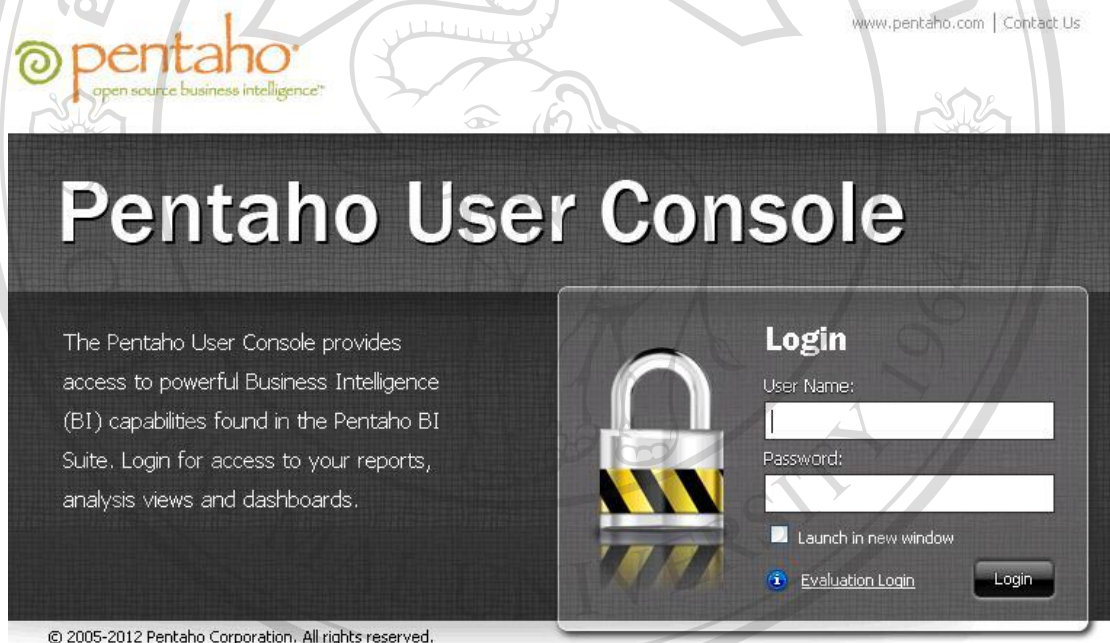 www.pentaho.com | Contact Us
pentaho
open source business intelligence™
Pentaho User Console
The Pentaho User Console provides
access to powerful Business Intelligence
(BI) capabilities found in the Pentaho BI
Suite. Login for access to your reports,
analysis views and dashboards.
Login
User Name:
Password:
Launch in new window
Evaluation Login
Login
© 2005-2012 Pentaho Corporation. All rights reserved.